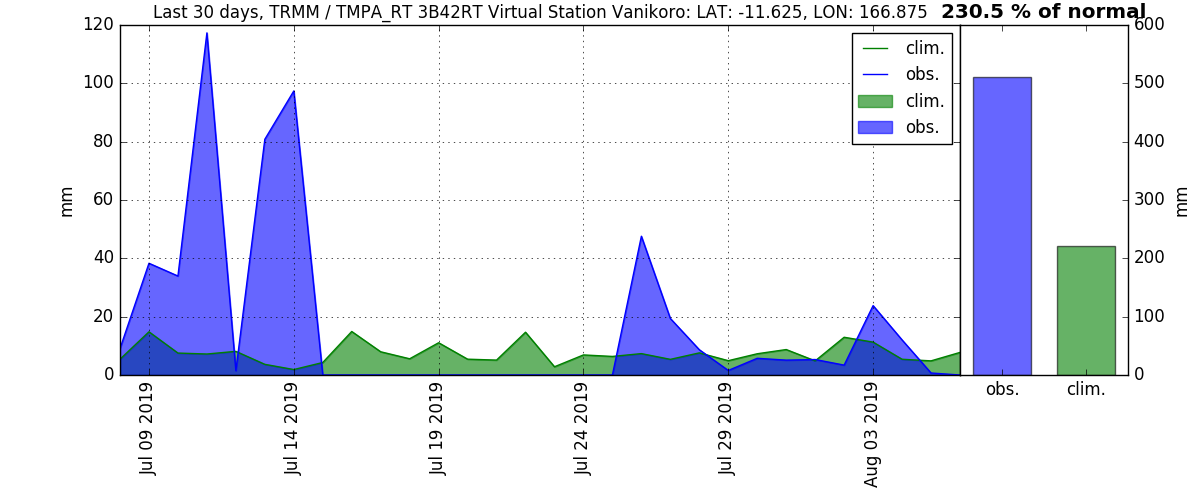 Last 30 days, TRMM / TMPA_RT 3B42RT Virtual Station Vanikoro: LAT: -11.625, LON: 166.875 230.5 % of normal
120
100
80
60
40
20
0
mm
clim.
obs.
clim.
obs.
Jul 09 2019
Jul 14 2019
Jul 19 2019
Jul 24 2019
Jul 29 2019
Aug 03 2019
600
500
400
300
200
100
0
mm
obs.
clim.